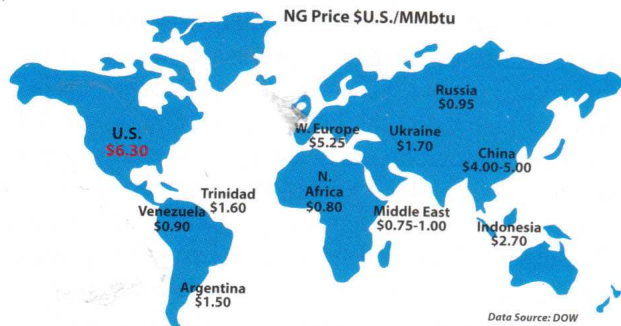 NG Price $U.S./MMbtu
Russia
$0.95
U.S.
$6.30
W. Europe
$5.25
Ukraine
$1.70
China
$4.00-5.00
N.
Africa
$0.80
Trinidad
$1.60
Venezuela
$0.90
Middle East
$0.75-1.00
Indonesia
$2.70
Argentina
$1.50
Data Source: DOW